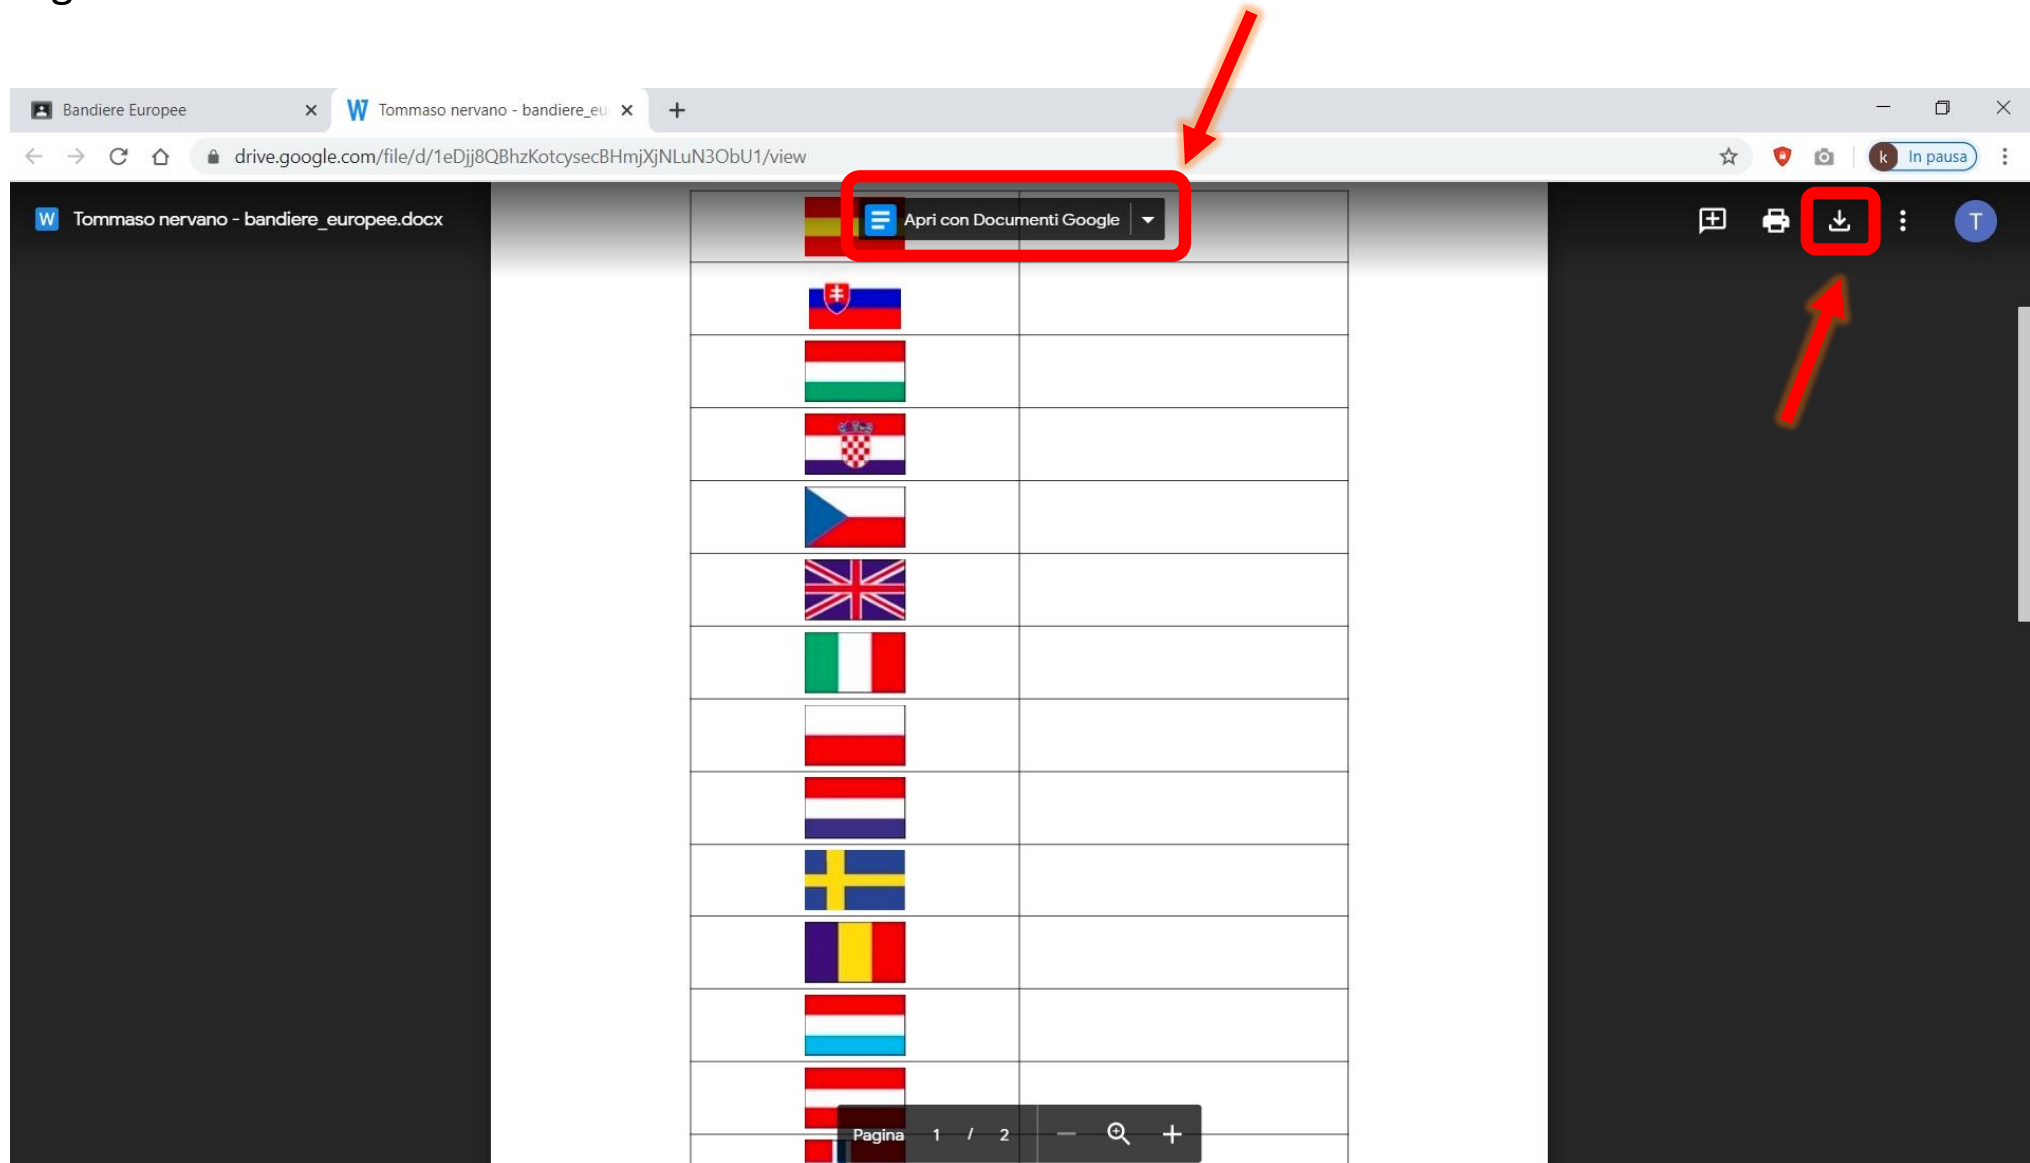 Bandiere Europee
Tommaso nervano - bandiere_eu
drive.google.com/file/d/1eDjj8QBhzKotcysecBHmjXjNLuN3ObU1/view
k In pausa
W Tommaso nervano - bandiere_europee.docx
Apri con Documenti Google
T
Pagina 1 / 2